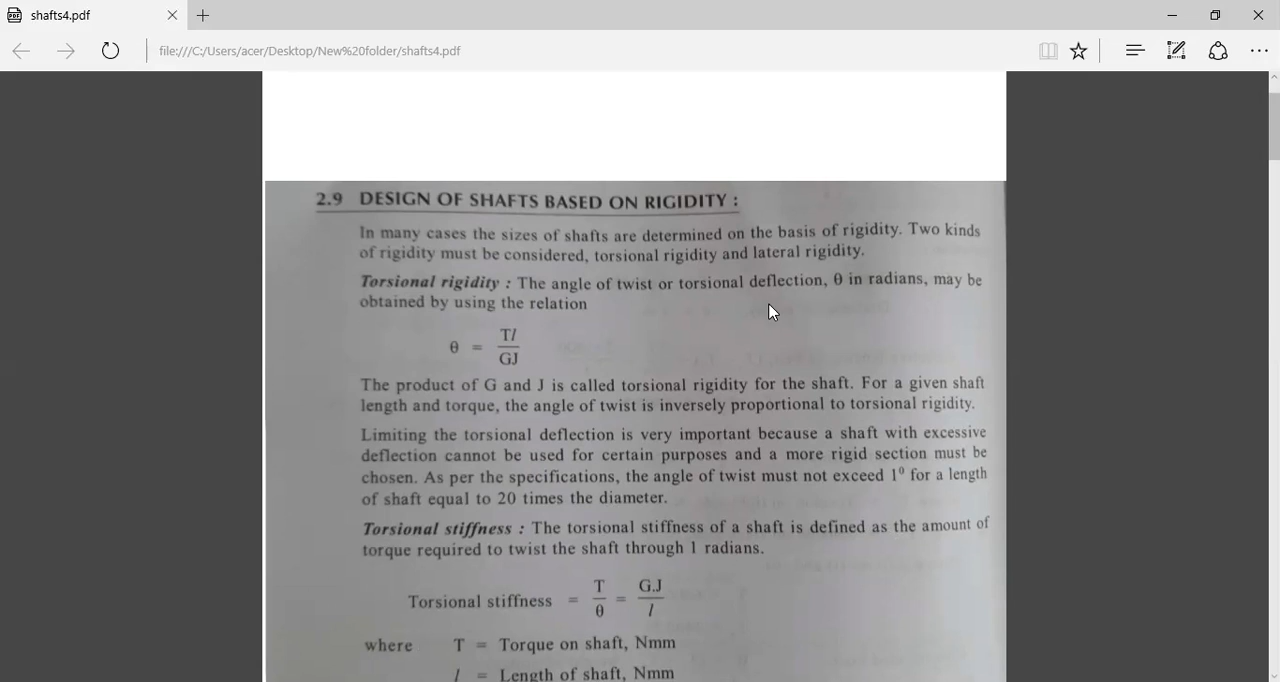 shafts4.pdf
file:///C:/Users/acer/Desktop/New%20folder/shafts4.pdf
2.9 DESIGN OF SHAFTS BASED ON RIGIDITY :
In many cases the sizes of shafts are determined on the basis of rigidity. Two kinds
of rigidity must be considered, torsional rigidity and lateral rigidity.
Torsional rigidity : The angle of twist or torsional deflection, θ in radians, may be
obtained by using the relation
θ = Tl / GJ
The product of G and J is called torsional rigidity for the shaft. For a given shaft
length and torque, the angle of twist is inversely proportional to torsional rigidity.
Limiting the torsional deflection is very important because a shaft with excessive
deflection cannot be used for certain purposes and a more rigid section must be
chosen. As per the specifications, the angle of twist must not exceed 1⁰ for a length
of shaft equal to 20 times the diameter.
Torsional stiffness : The torsional stiffness of a shaft is defined as the amount of
torque required to twist the shaft through 1 radians.
Torsional stiffness = T / θ = G.J / l
where T = Torque on shaft, Nmm
l = Length of shaft, Nmm